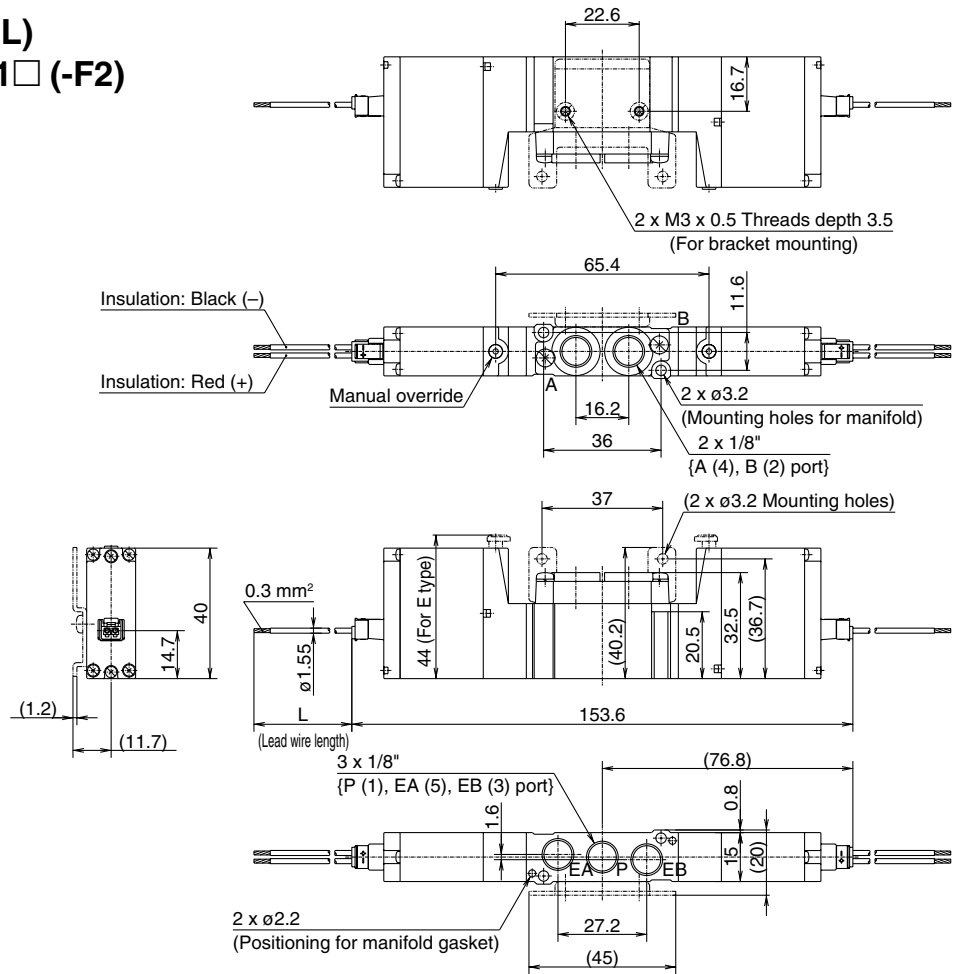 L)
1□ (-F2)
22.6
16.7
2 x M3 x 0.5 Threads depth 3.5
(For bracket mounting)
65.4
11.6
Insulation: Black (–)
Insulation: Red (+)
B
A
Manual override
16.2
36
2 x ø3.2
(Mounting holes for manifold)
2 x 1/8"
{A (4), B (2) port}
37
(2 x ø3.2 Mounting holes)
0.3 mm²
40
14.7
ø1.55
44 (For E type)
(40.2)
20.5
32.5
(36.7)
(1.2)
(11.7)
L
(Lead wire length)
153.6
3 x 1/8"
{P (1), EA (5), EB (3) port}
(76.8)
1.6
0.8
15
(20)
EA
P
EB
2 x ø2.2
(Positioning for manifold gasket)
27.2
(45)